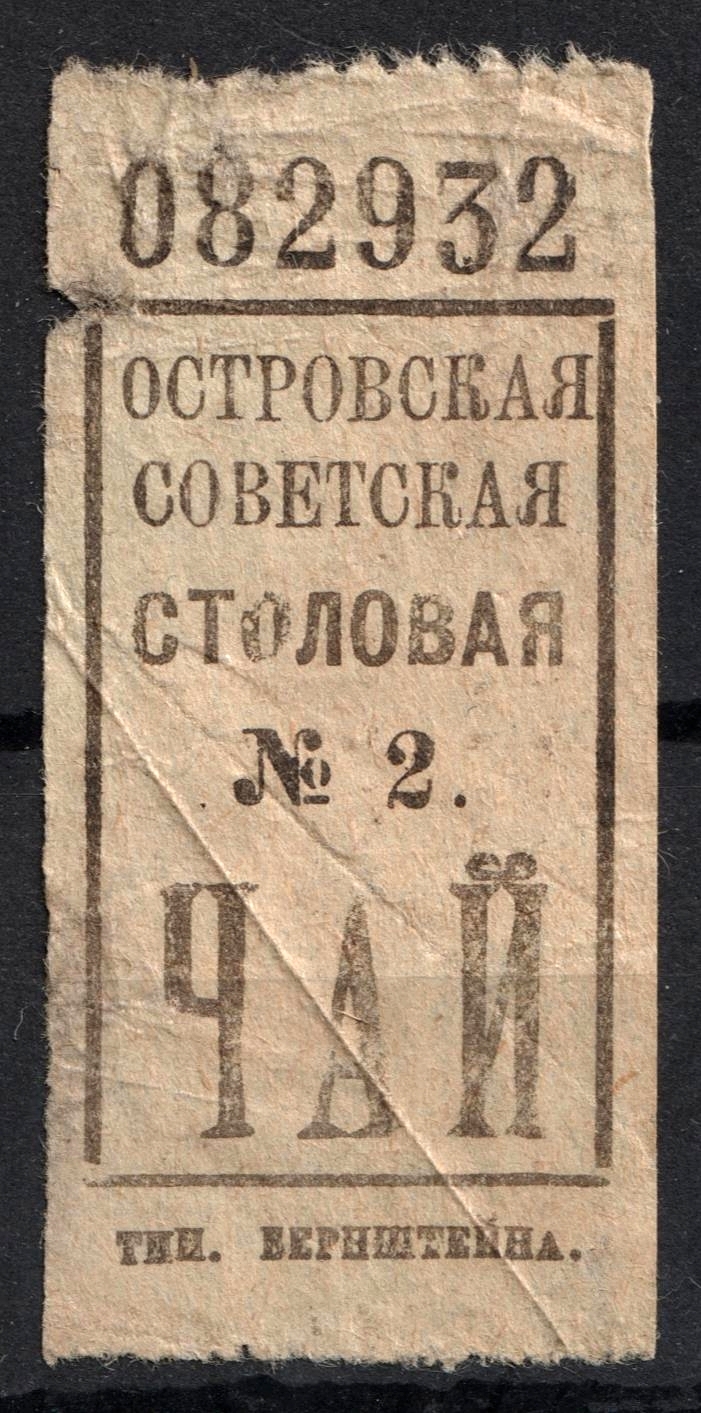 082932
ОСТРОВСКАЯ
СОВЕТСКАЯ
СТОЛОВАЯ
№ 2.
ЧАЙ
ТИП. БЕРНШТЕЙНА.